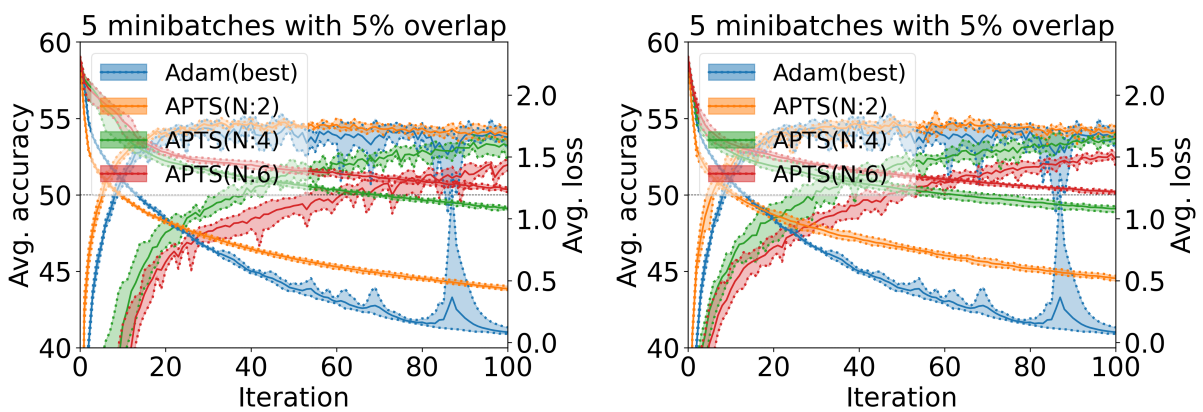 5 minibatches with 5% overlap
60
55
50
45
40
Avg. accuracy
Adam(best)
APTS(N:2)
APTS(N:4)
APTS(N:6)
2.0
1.5
1.0
0.5
0.0
Avg. loss
0 20 40 60 80 100
Iteration
5 minibatches with 5% overlap
60
55
50
45
40
Avg. accuracy
Adam(best)
APTS(N:2)
APTS(N:4)
APTS(N:6)
2.0
1.5
1.0
0.5
0.0
Avg. loss
0 20 40 60 80 100
Iteration